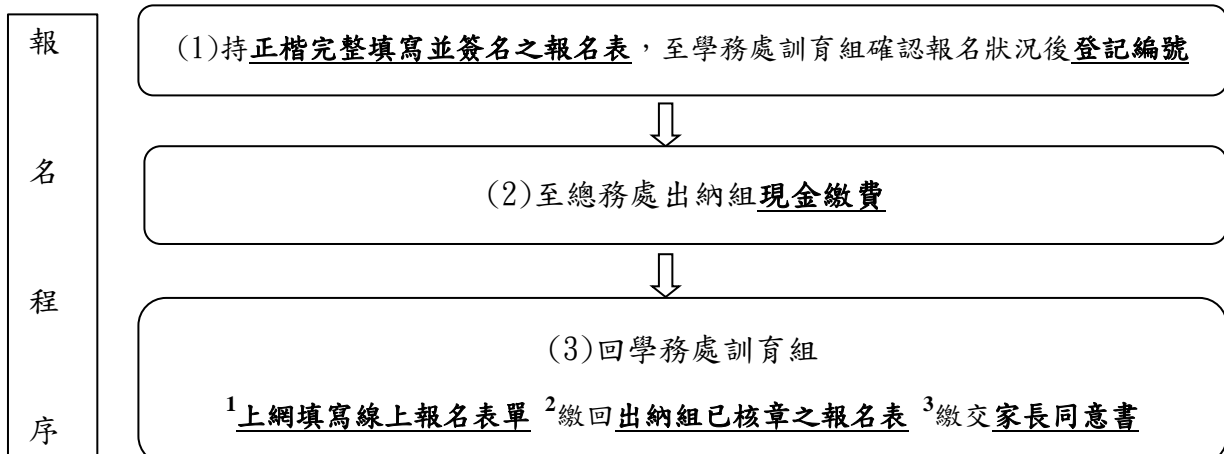 報名程序
(1)持正楷完整填寫並簽名之報名表，至學務處訓育組確認報名狀況後登記編號
(2)至總務處出納組現金繳費
(3)回學務處訓育組
1上網填寫線上報名表單 2繳回出納組已核章之報名表 3繳交家長同意書